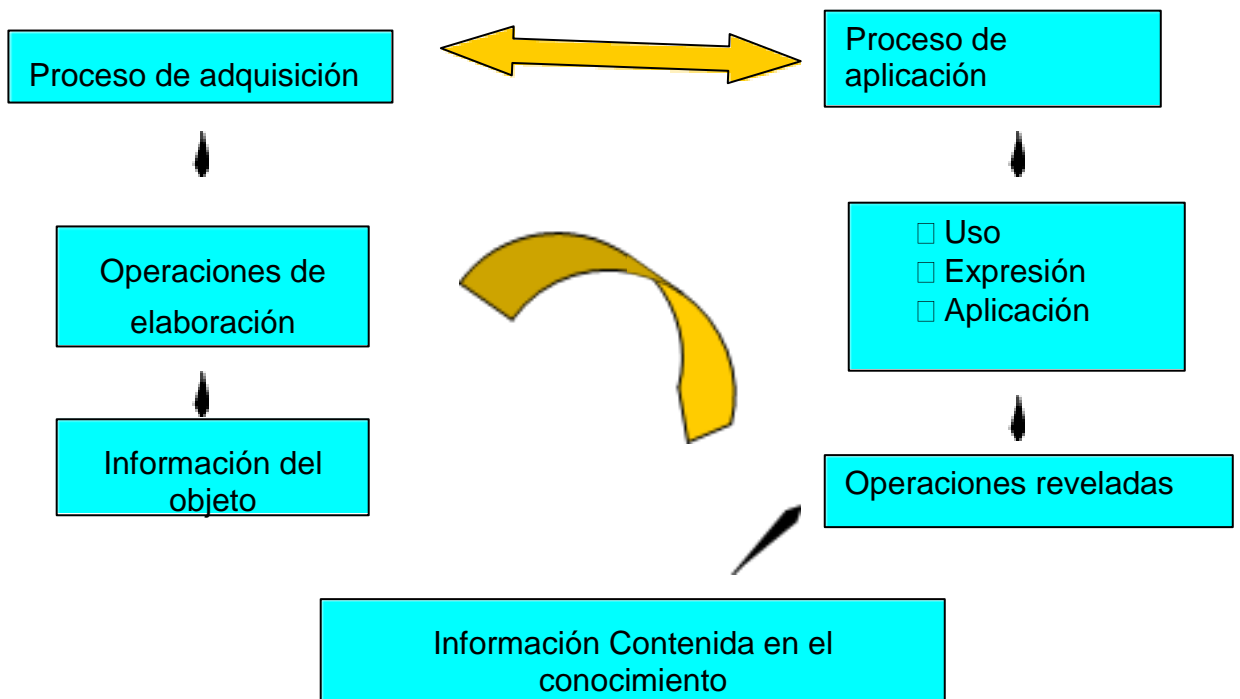 Proceso de adquisición
Proceso de
aplicación
Operaciones de
elaboración
□ Uso
□ Expresión
□ Aplicación
Información del
objeto
Operaciones reveladas
Información Contenida en el
conocimiento